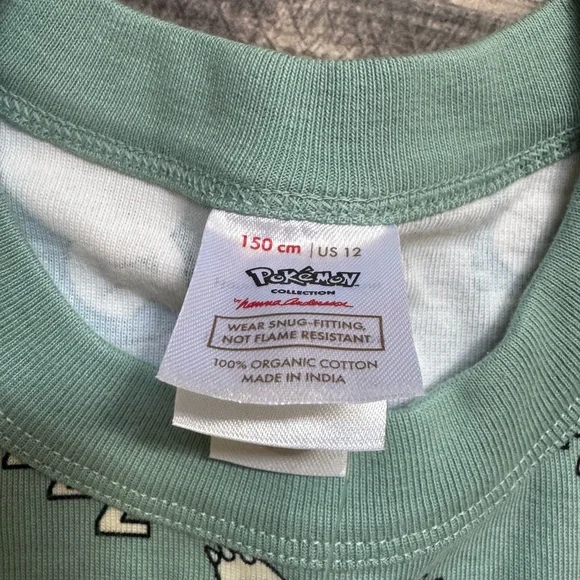 150 cm | US 12
POKéMON
COLLECTION
by hanna andersson
WEAR SNUG-FITTING,
NOT FLAME RESISTANT
100% ORGANIC COTTON
MADE IN INDIA
Z Z Z